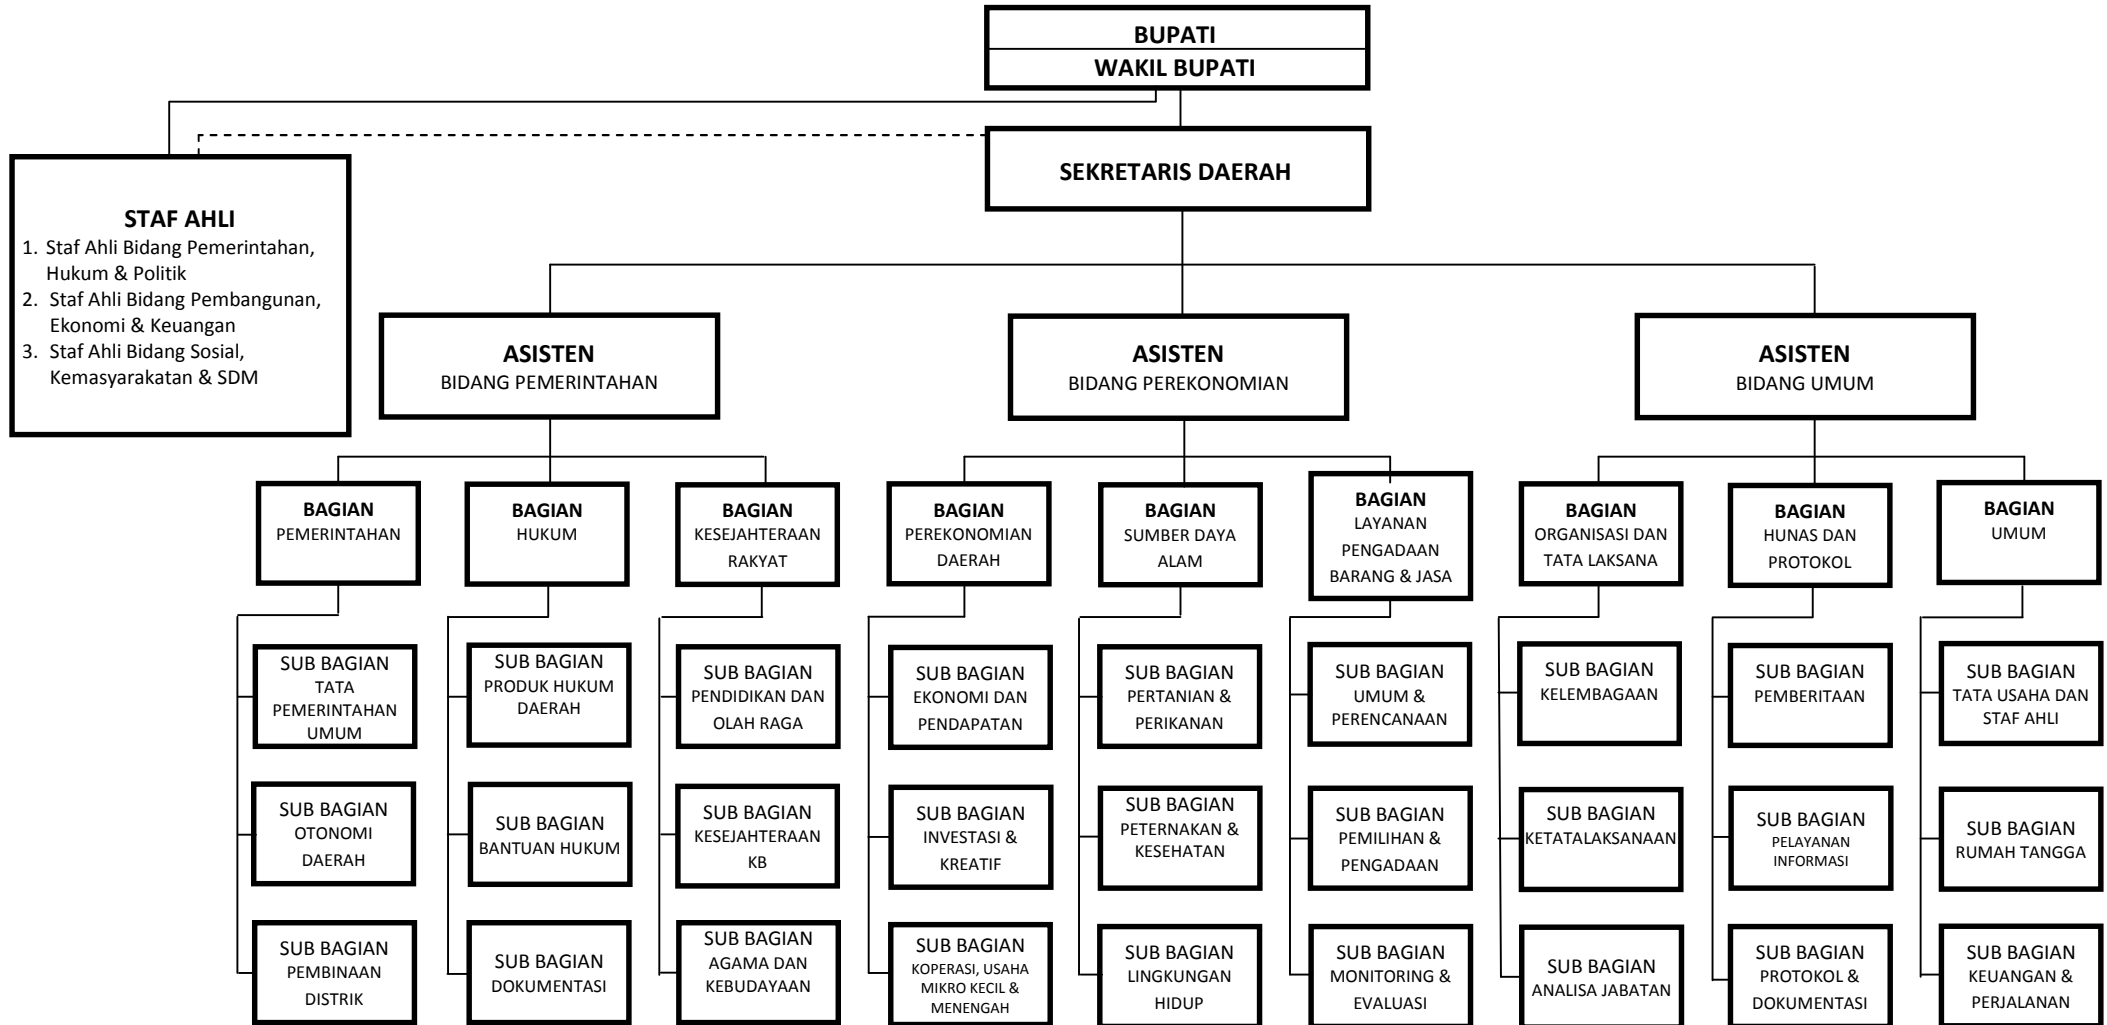 BUPATI
WAKIL BUPATI
SEKRETARIS DAERAH
STAF AHLI
1. Staf Ahli Bidang Pemerintahan,
Hukum & Politik
2. Staf Ahli Bidang Pembangunan,
Ekonomi & Keuangan
3. Staf Ahli Bidang Sosial,
Kemasyarakatan & SDM
ASISTEN
BIDANG PEMERINTAHAN
ASISTEN
BIDANG PEREKONOMIAN
ASISTEN
BIDANG UMUM
BAGIAN
PEMERINTAHAN
BAGIAN
HUKUM
BAGIAN
KESEJAHTERAAN
RAKYAT
BAGIAN
PEREKONOMIAN
DAERAH
BAGIAN
SUMBER DAYA
ALAM
BAGIAN
LAYANAN
PENGADAAN
BARANG & JASA
BAGIAN
ORGANISASI DAN
TATA LAKSANA
BAGIAN
HUNAS DAN
PROTOKOL
BAGIAN
UMUM
SUB BAGIAN
TATA
PEMERINTAHAN
UMUM
SUB BAGIAN
PRODUK HUKUM
DAERAH
SUB BAGIAN
PENDIDIKAN DAN
OLAH RAGA
SUB BAGIAN
EKONOMI DAN
PENDAPATAN
SUB BAGIAN
PERTANIAN &
PERIKANAN
SUB BAGIAN
UMUM &
PERENCANAAN
SUB BAGIAN
KELEMBAGAAN
SUB BAGIAN
PEMBERITAAN
SUB BAGIAN
TATA USAHA DAN
STAF AHLI
SUB BAGIAN
OTONOMI
DAERAH
SUB BAGIAN
BANTUAN HUKUM
SUB BAGIAN
KESEJAHTERAAN
KB
SUB BAGIAN
INVESTASI &
KREATIF
SUB BAGIAN
PETERNAKAN &
KESEHATAN
SUB BAGIAN
PEMILIHAN &
PENGADAAN
SUB BAGIAN
KETATALAKSANAAN
SUB BAGIAN
PELAYANAN
INFORMASI
SUB BAGIAN
RUMAH TANGGA
SUB BAGIAN
PEMBINAAN
DISTRIK
SUB BAGIAN
DOKUMENTASI
SUB BAGIAN
AGAMA DAN
KEBUDAYAAN
SUB BAGIAN
KOPERASI, USAHA
MIKRO KECIL &
MENENGAH
SUB BAGIAN
LINGKUNGAN
HIDUP
SUB BAGIAN
MONITORING &
EVALUASI
SUB BAGIAN
ANALISA JABATAN
SUB BAGIAN
PROTOKOL &
DOKUMENTASI
SUB BAGIAN
KEUANGAN &
PERJALANAN